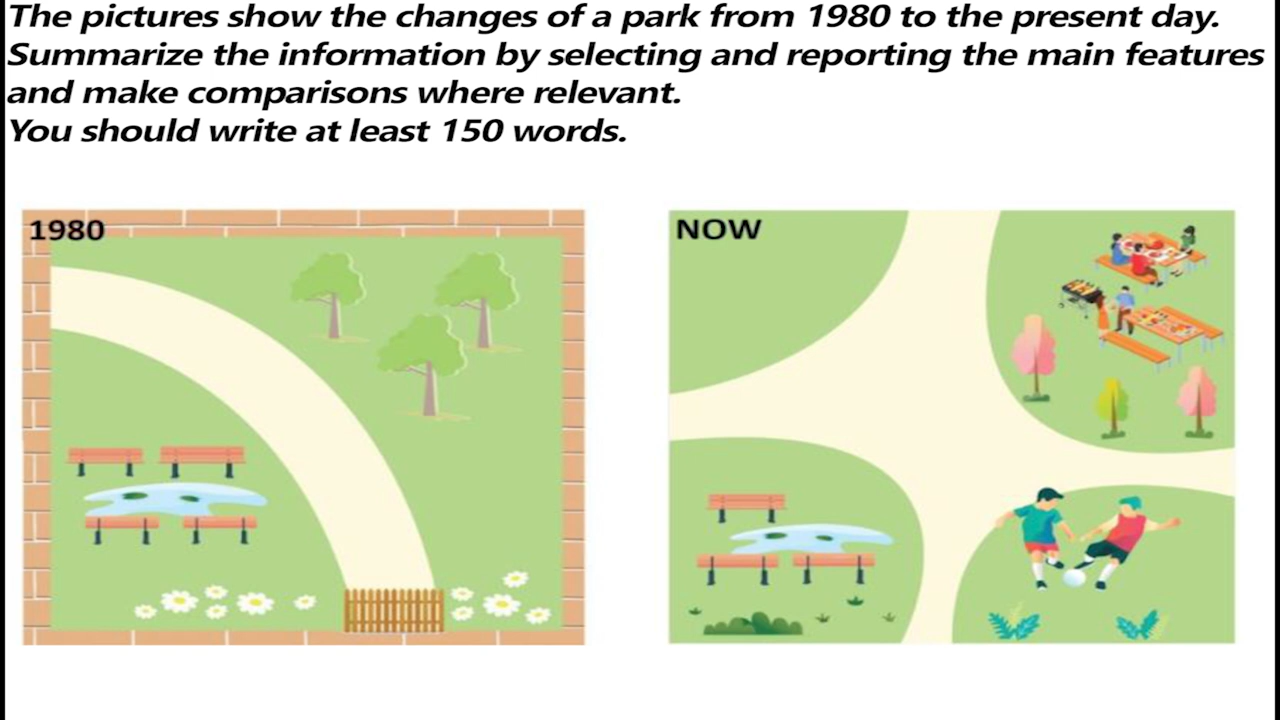 The pictures show the changes of a park from 1980 to the present day.
Summarize the information by selecting and reporting the main features
and make comparisons where relevant.
You should write at least 150 words.
1980
NOW